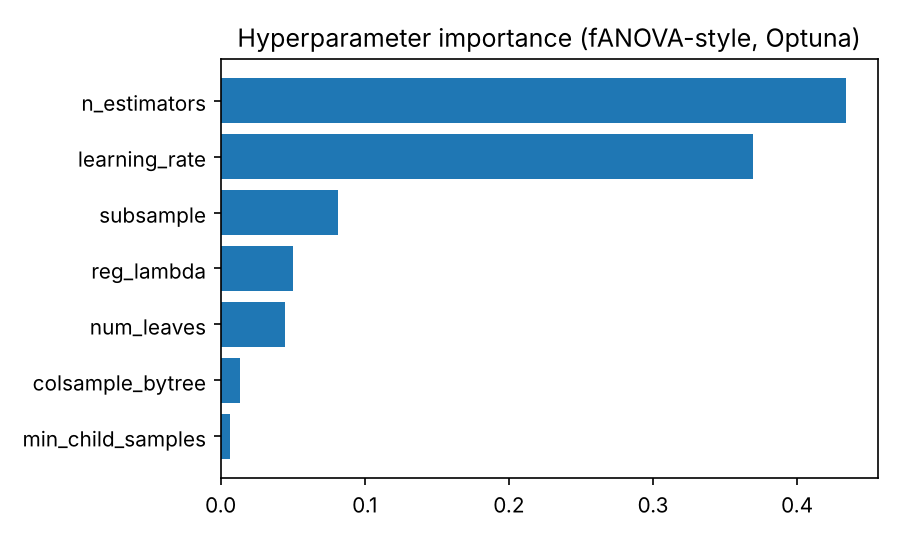 Hyperparameter importance (fANOVA-style, Optuna)
n_estimators
learning_rate
subsample
reg_lambda
num_leaves
colsample_bytree
min_child_samples
0.0 0.1 0.2 0.3 0.4